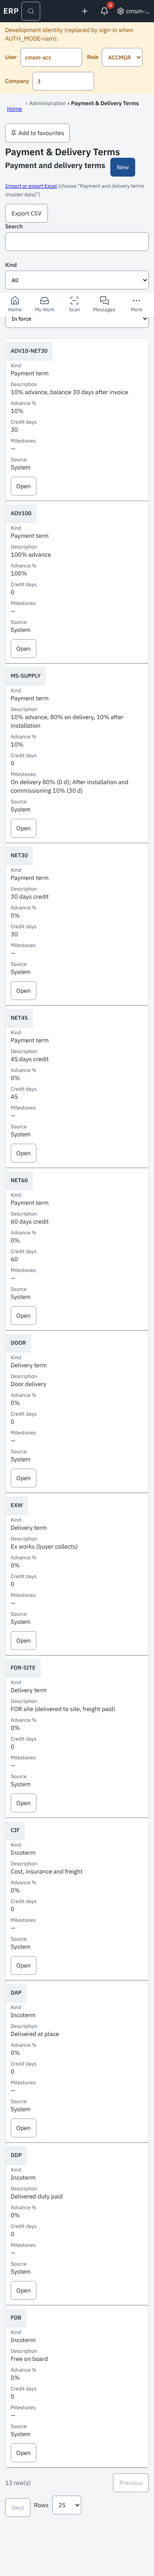 ERP
4
cmsm-...
Development identity (replaced by sign-in when AUTH_MODE=iam):
User cmsm-acc Role ACCMGR
Company 3
› Administration › Payment & Delivery Terms
Home
Add to favourites
Payment & Delivery Terms
Payment and delivery terms New
Import or export Excel (choose “Payment and delivery terms (master data)”)
Export CSV
Search
Kind
All
Home
My Work
Scan
Messages
More
In force
ADV10-NET30
Kind
Payment term
Description
10% advance, balance 30 days after invoice
Advance %
10%
Credit days
30
Milestones
—
Source
System
Open
ADV100
Kind
Payment term
Description
100% advance
Advance %
100%
Credit days
0
Milestones
—
Source
System
Open
MS-SUPPLY
Kind
Payment term
Description
10% advance, 80% on delivery, 10% after installation
Advance %
10%
Credit days
0
Milestones
On delivery 80% (0 d); After installation and commissioning 10% (30 d)
Source
System
Open
NET30
Kind
Payment term
Description
30 days credit
Advance %
0%
Credit days
30
Milestones
—
Source
System
Open
NET45
Kind
Payment term
Description
45 days credit
Advance %
0%
Credit days
45
Milestones
—
Source
System
Open
NET60
Kind
Payment term
Description
60 days credit
Advance %
0%
Credit days
60
Milestones
—
Source
System
Open
DOOR
Kind
Delivery term
Description
Door delivery
Advance %
0%
Credit days
0
Milestones
—
Source
System
Open
EXW
Kind
Delivery term
Description
Ex works (buyer collects)
Advance %
0%
Credit days
0
Milestones
—
Source
System
Open
FOR-SITE
Kind
Delivery term
Description
FOR site (delivered to site, freight paid)
Advance %
0%
Credit days
0
Milestones
—
Source
System
Open
CIF
Kind
Incoterm
Description
Cost, insurance and freight
Advance %
0%
Credit days
0
Milestones
—
Source
System
Open
DAP
Kind
Incoterm
Description
Delivered at place
Advance %
0%
Credit days
0
Milestones
—
Source
System
Open
DDP
Kind
Incoterm
Description
Delivered duty paid
Advance %
0%
Credit days
0
Milestones
—
Source
System
Open
FOB
Kind
Incoterm
Description
Free on board
Advance %
0%
Credit days
0
Milestones
—
Source
System
Open
13 row(s) Previous
Next Rows 25